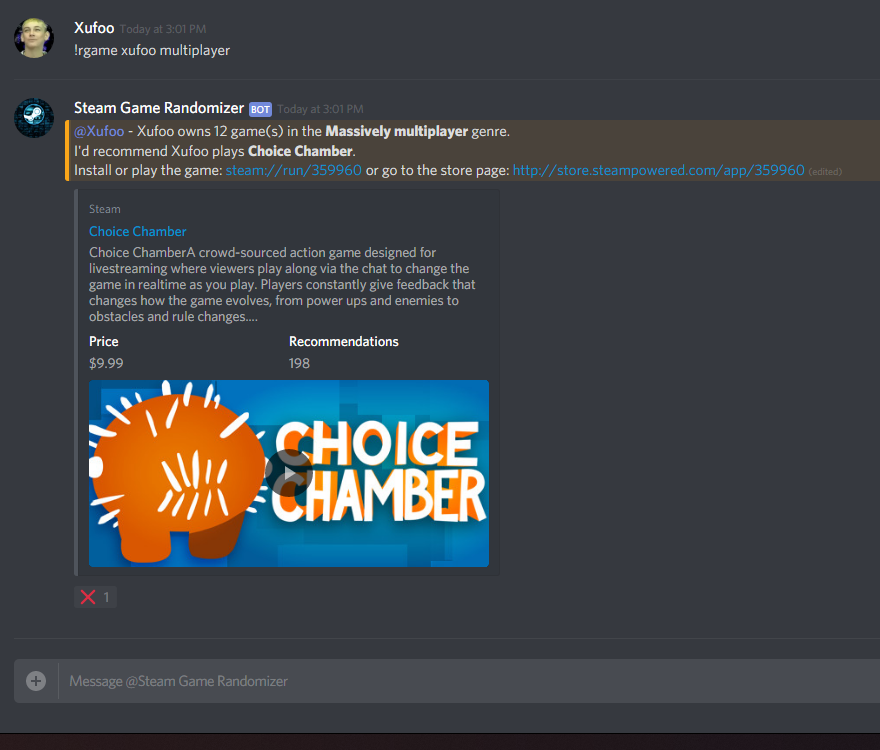 Xufoo Today at 3:01 PM
!rgame xufoo multiplayer
Steam Game Randomizer BOT Today at 3:01 PM
@Xufoo - Xufoo owns 12 game(s) in the Massively multiplayer genre.
I'd recommend Xufoo plays Choice Chamber.
Install or play the game: steam://run/359960 or go to the store page: http://store.steampowered.com/app/359960 (edited)
Steam
Choice Chamber
Choice ChamberA crowd-sourced action game designed for
livestreaming where viewers play along via the chat to change the
game in realtime as you play. Players constantly give feedback that
changes how the game evolves, from power ups and enemies to
obstacles and rule changes....
Price Recommendations
$9.99 198
CHOICE
CHAMBER
1
Message @Steam Game Randomizer